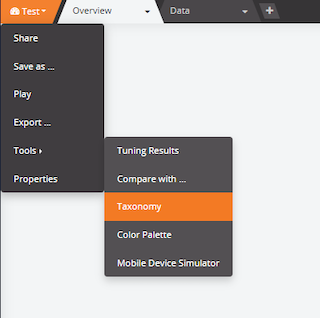 Test Overview Data +
Share
Save as ...
Play
Export ...
Tools
Properties
Tuning Results
Compare with ...
Taxonomy
Color Palette
Mobile Device Simulator